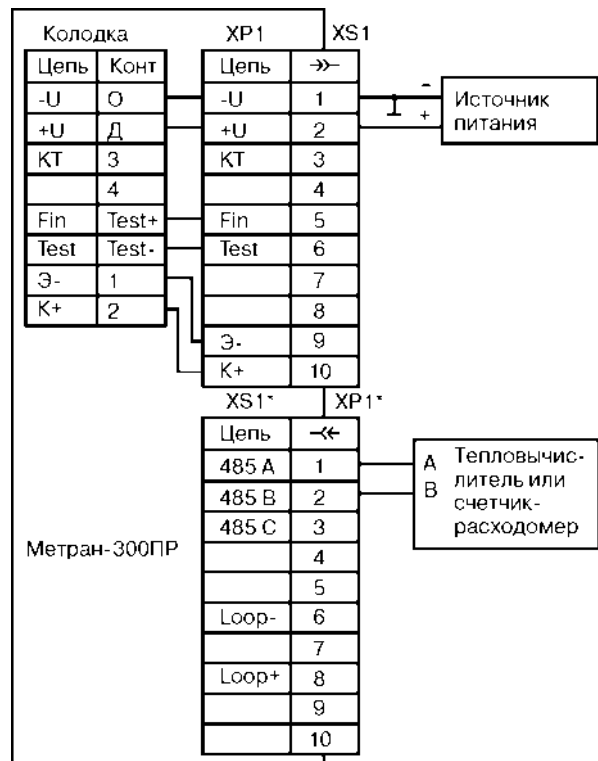 Колодка XP1 XS1
Цепь Конт Цепь
-U О -U 1 - Источник
+U Д +U 2 + питания
КТ 3 КТ 3
4 4
Fin Test+ Fin 5
Test Test- Test 6
Э- 1 7
К+ 2 8
Э- 9
К+ 10
XS1* XP1*
Цепь
485 A 1 A Тепловычис-
485 B 2 B литель или
485 C 3 счетчик-
расходомер
4
Метран-300ПР
5
Loop- 6
7
Loop+ 8
9
10